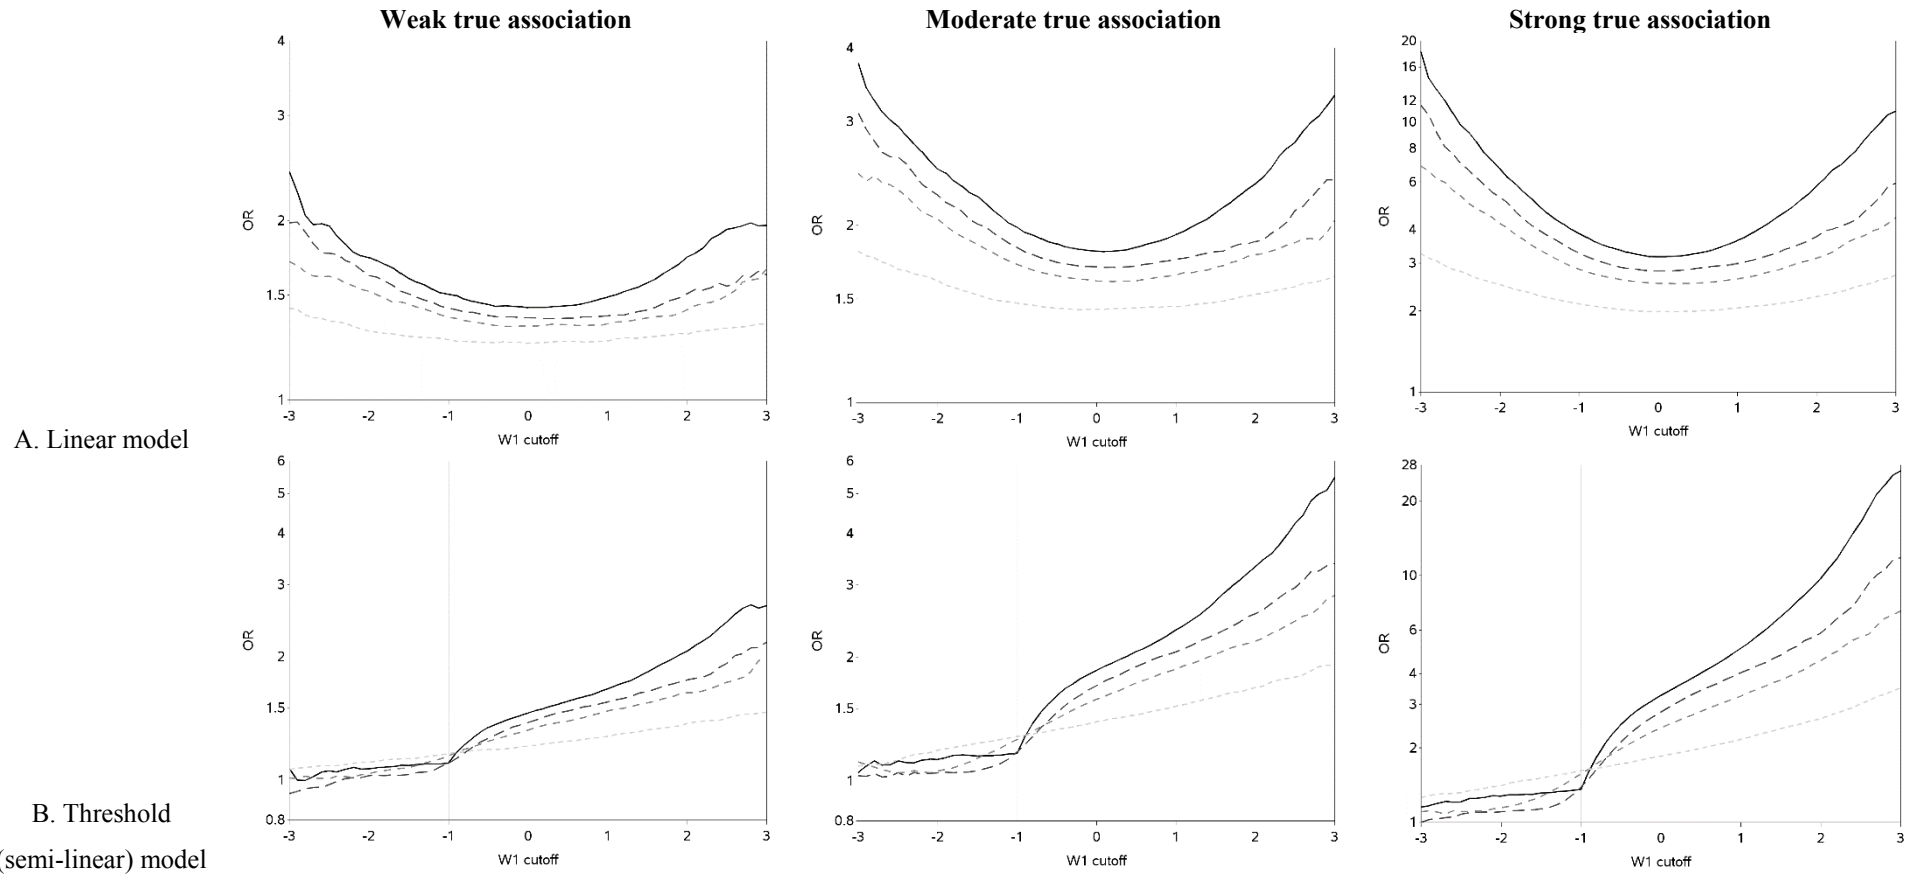 Weak true association
Moderate true association
Strong true association
4
3
2
1.5
1
OR
-3 -2 -1 0 1 2 3
W1 cutoff
4
3
2
1.5
1
OR
-3 -2 -1 0 1 2 3
W1 cutoff
20
16
12
10
8
6
4
3
2
1
OR
-3 -2 -1 0 1 2 3
W1 cutoff
A. Linear model
6
5
4
3
2
1.5
1
0.8
OR
-3 -2 -1 0 1 2 3
W1 cutoff
6
5
4
3
2
1.5
1
0.8
OR
-3 -2 -1 0 1 2 3
W1 cutoff
28
20
10
6
4
3
2
1
OR
-3 -2 -1 0 1 2 3
W1 cutoff
B. Threshold
(semi-linear) model